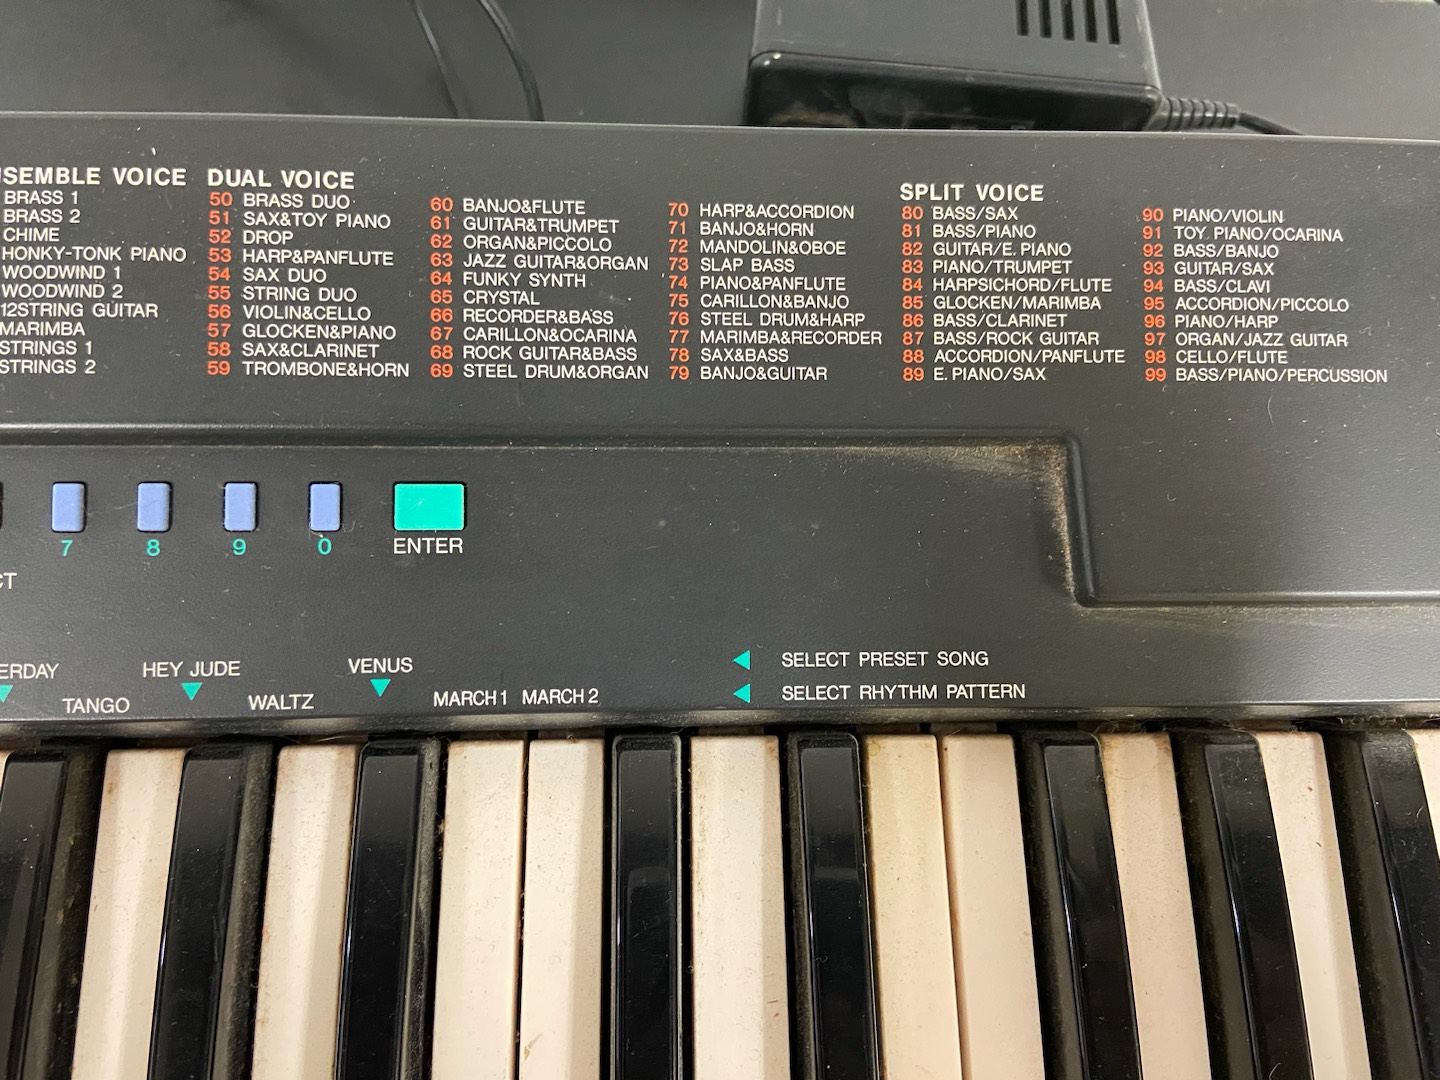 SEMBLE VOICE
BRASS 1
BRASS 2
CHIME
HONKY-TONK PIANO
WOODWIND 1
WOODWIND 2
12STRING GUITAR
MARIMBA
STRINGS 1
STRINGS 2
DUAL VOICE
50 BRASS DUO
51 SAX&TOY PIANO
52 DROP
53 HARP&PANFLUTE
54 SAX DUO
55 STRING DUO
56 VIOLIN&CELLO
57 GLOCKEN&PIANO
58 SAX&CLARINET
59 TROMBONE&HORN
60 BANJO&FLUTE
61 GUITAR&TRUMPET
62 ORGAN&PICCOLO
63 JAZZ GUITAR&ORGAN
64 FUNKY SYNTH
65 CRYSTAL
66 RECORDER&BASS
67 CARILLON&OCARINA
68 ROCK GUITAR&BASS
69 STEEL DRUM&ORGAN
70 HARP&ACCORDION
71 BANJO&HORN
72 MANDOLIN&OBOE
73 SLAP BASS
74 PIANO&PANFLUTE
75 CARILLON&BANJO
76 STEEL DRUM&HARP
77 MARIMBA&RECORDER
78 SAX&BASS
79 BANJO&GUITAR
SPLIT VOICE
80 BASS/SAX
81 BASS/PIANO
82 GUITAR/E. PIANO
83 PIANO/TRUMPET
84 HARPSICHORD/FLUTE
85 GLOCKEN/MARIMBA
86 BASS/CLARINET
87 BASS/ROCK GUITAR
88 ACCORDION/PANFLUTE
89 E. PIANO/SAX
90 PIANO/VIOLIN
91 TOY. PIANO/OCARINA
92 BASS/BANJO
93 GUITAR/SAX
94 BASS/CLAVI
95 ACCORDION/PICCOLO
96 PIANO/HARP
97 ORGAN/JAZZ GUITAR
98 CELLO/FLUTE
99 BASS/PIANO/PERCUSSION
7 8 9 0 ENTER
CT
ERDAY HEY JUDE VENUS
SELECT PRESET SONG
TANGO WALTZ MARCH 1 MARCH 2
SELECT RHYTHM PATTERN